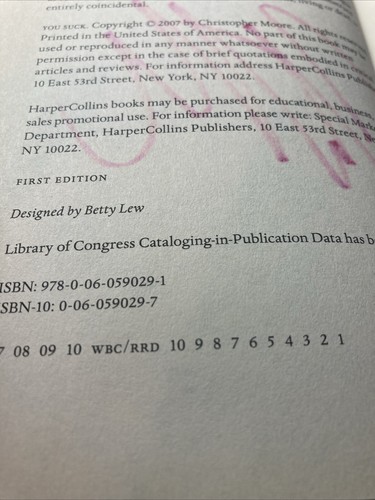 entirely coincidental.
YOU SUCK. Copyright © 2007 by Christopher Moore. All rights
Printed in the United States of America. No part of this book may
used or reproduced in any manner whatsoever without written
permission except in the case of brief quotations embodied in
articles and reviews. For information address HarperCollins
10 East 53rd Street, New York, NY 10022.
HarperCollins books may be purchased for educational, business,
sales promotional use. For information please write: Special
Department, HarperCollins Publishers, 10 East 53rd Street,
NY 10022.
FIRST EDITION
Designed by Betty Lew
Library of Congress Cataloging-in-Publication Data has b
ISBN: 978-0-06-059029-1
ISBN-10: 0-06-059029-7
7 08 09 10 WBC/RRD 10 9 8 7 6 5 4 3 2 1